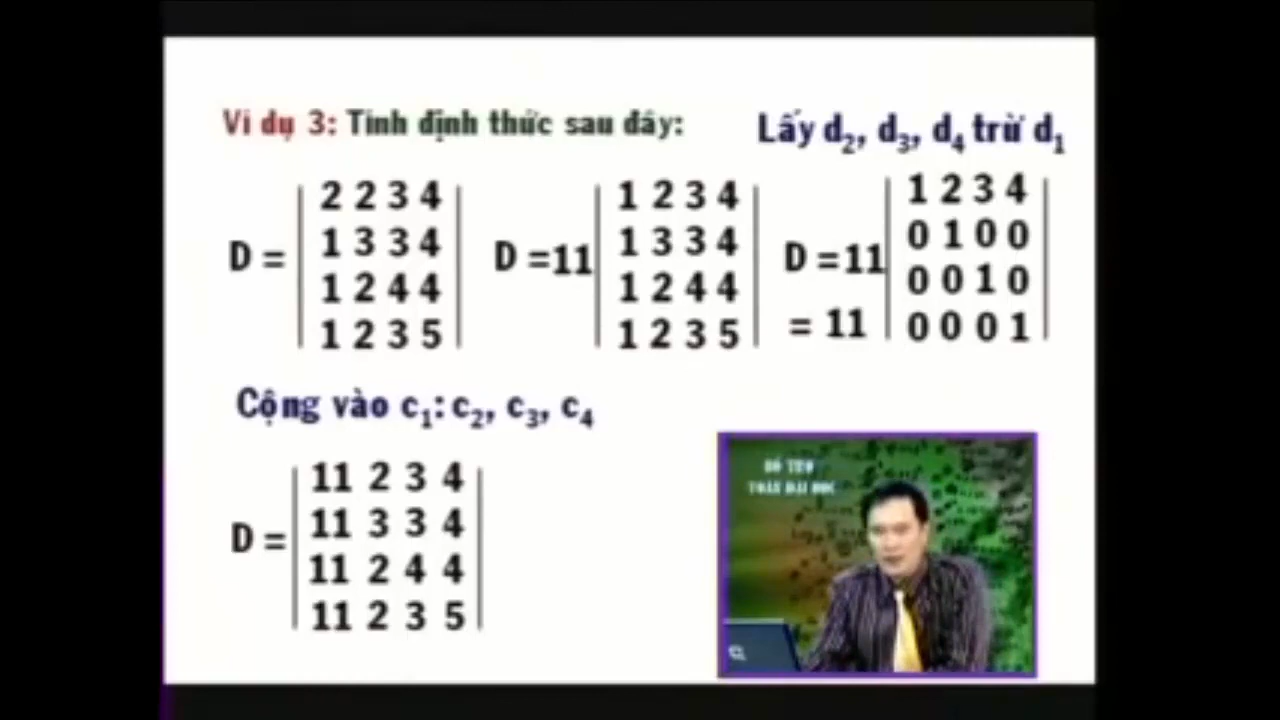 Ví dụ 3: Tính định thức sau đây:
D =
2 2 3 4
1 3 3 4
1 2 4 4
1 2 3 5
Cộng vào c₁: c₂, c₃, c₄
D =
11 2 3 4
11 3 3 4
11 2 4 4
11 2 3 5
D =11
1 2 3 4
1 3 3 4
1 2 4 4
1 2 3 5
Lấy d₂, d₃, d₄ trừ d₁
D =11
1 2 3 4
0 1 0 0
0 0 1 0
0 0 0 1
= 11